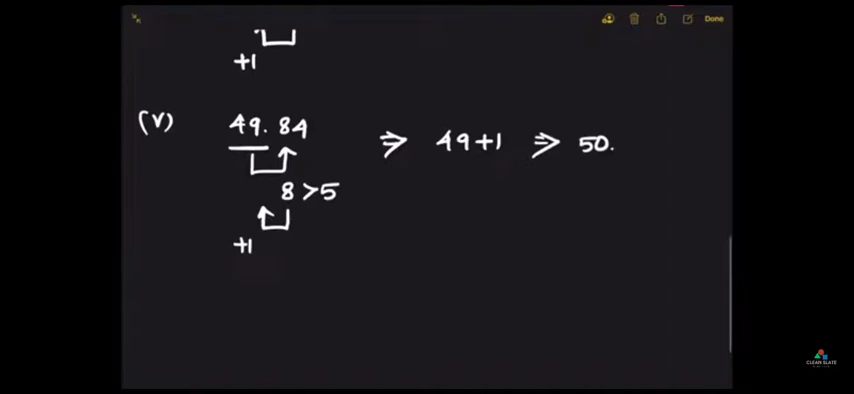 Done
+1
(V) 49.84 ⇒ 49+1 ⇒ 50.
8>5
+1
CLEAN SLATE